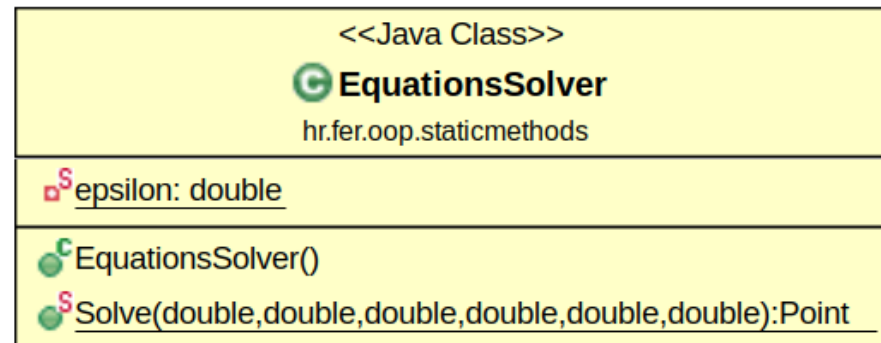 <<Java Class>>
C EquationsSolver
hr.fer.oop.staticmethods
S epsilon: double
C EquationsSolver()
S Solve(double,double,double,double,double,double):Point